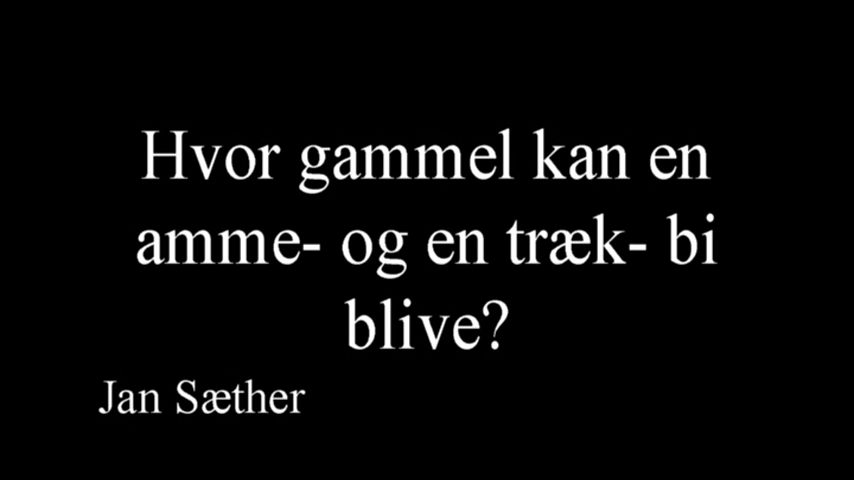 Hvor gammel kan en
amme- og en træk- bi
blive?
Jan Sæther